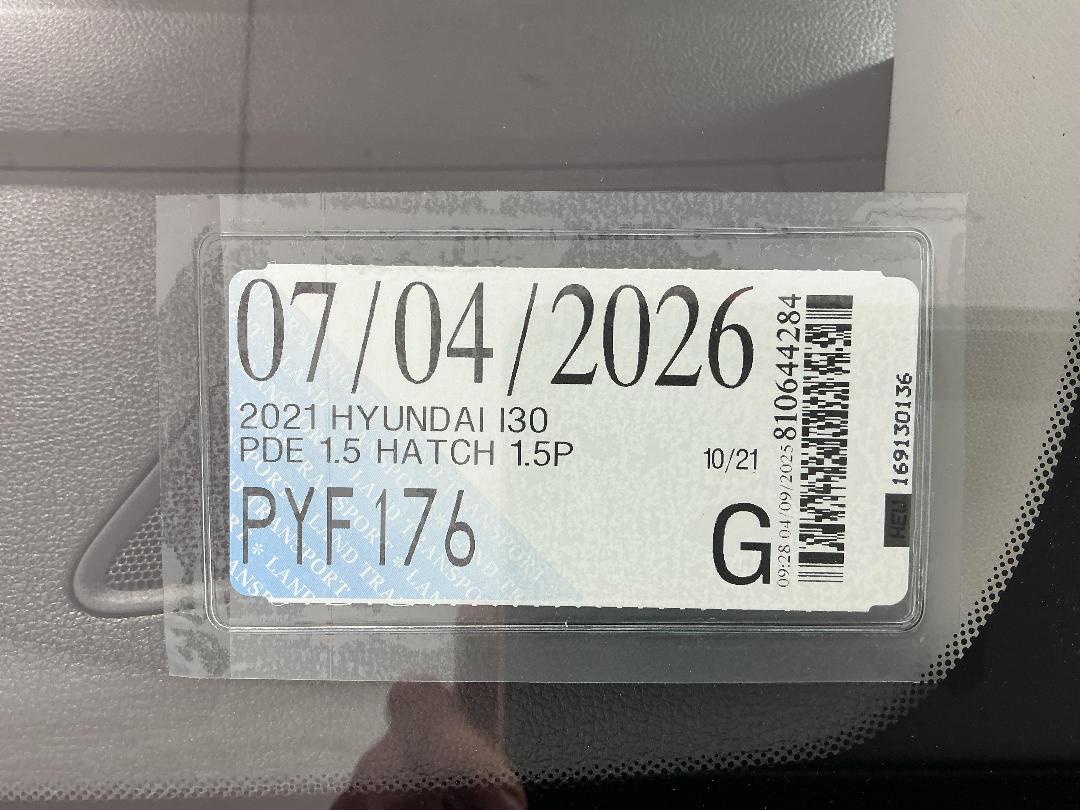 07/04/2026
2021 HYUNDAI I30
PDE 1.5 HATCH 1.5P
10/21
PYF176
G
09:28 04/09/2025 810644284
169130136